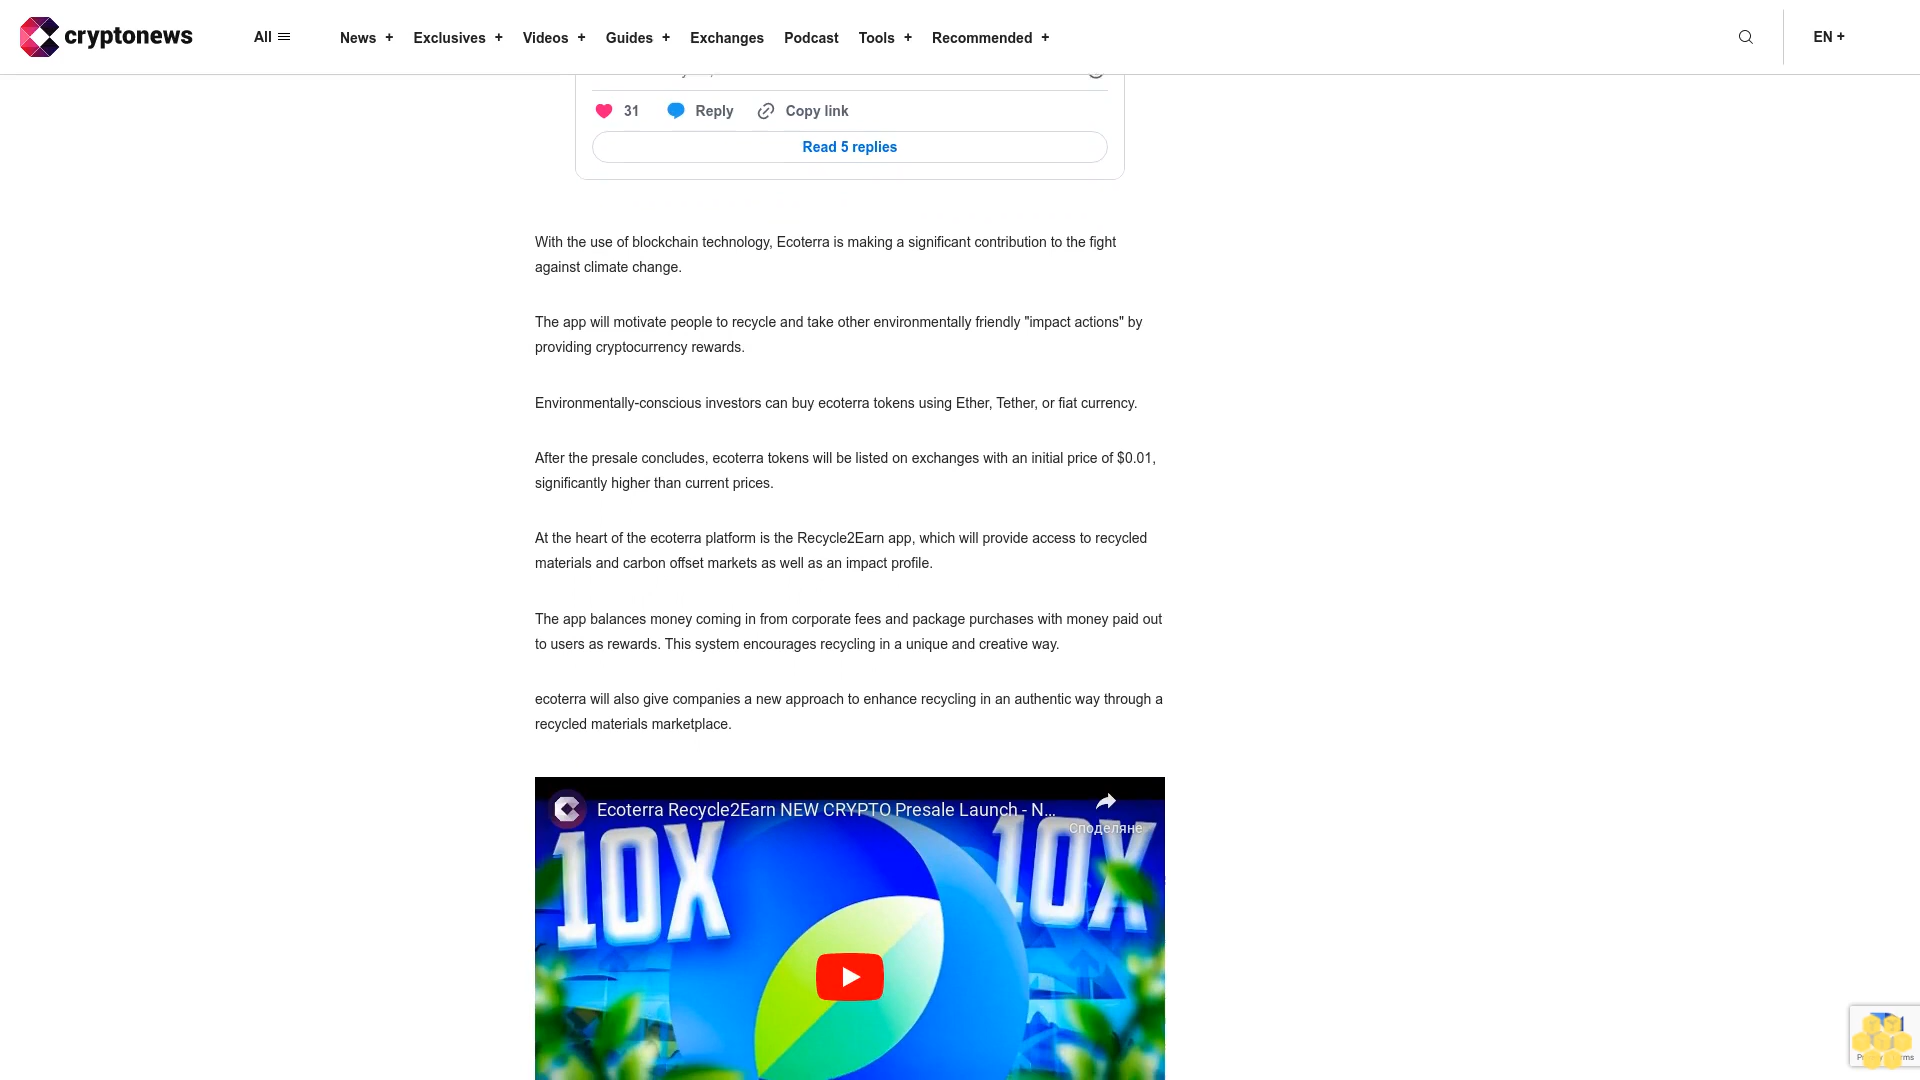 cryptonews
All
News +
Exclusives +
Videos +
Guides +
Exchanges
Podcast
Tools +
Recommended +
EN +
31
Reply
Copy link
Read 5 replies
With the use of blockchain technology, Ecoterra is making a significant contribution to the fight
against climate change.
The app will motivate people to recycle and take other environmentally friendly "impact actions" by
providing cryptocurrency rewards.
Environmentally-conscious investors can buy ecoterra tokens using Ether, Tether, or fiat currency.
After the presale concludes, ecoterra tokens will be listed on exchanges with an initial price of $0.01,
significantly higher than current prices.
At the heart of the ecoterra platform is the Recycle2Earn app, which will provide access to recycled
materials and carbon offset markets as well as an impact profile.
The app balances money coming in from corporate fees and package purchases with money paid out
to users as rewards. This system encourages recycling in a unique and creative way.
ecoterra will also give companies a new approach to enhance recycling in an authentic way through a
recycled materials marketplace.
Ecoterra Recycle2Earn NEW CRYPTO Presale Launch - N...
Споделяне
10X
10X